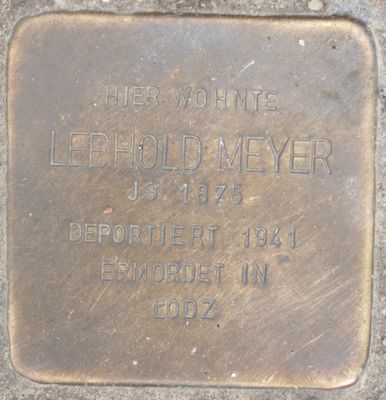 HIER WOHNTE
LEBHOLD MEYER
JG. 1875
DEPORTIERT 1941
ERMORDET IN
LODZ